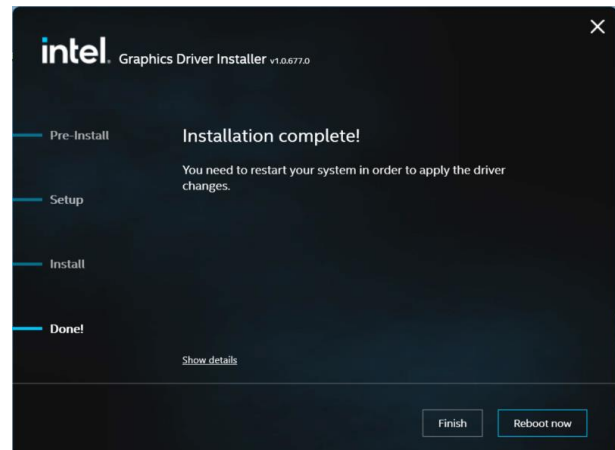 intel. Graphics Driver Installer v1.0.677.0
Pre-Install
Installation complete!
You need to restart your system in order to apply the driver
changes.
Setup
Install
Done!
Show details
Finish
Reboot now